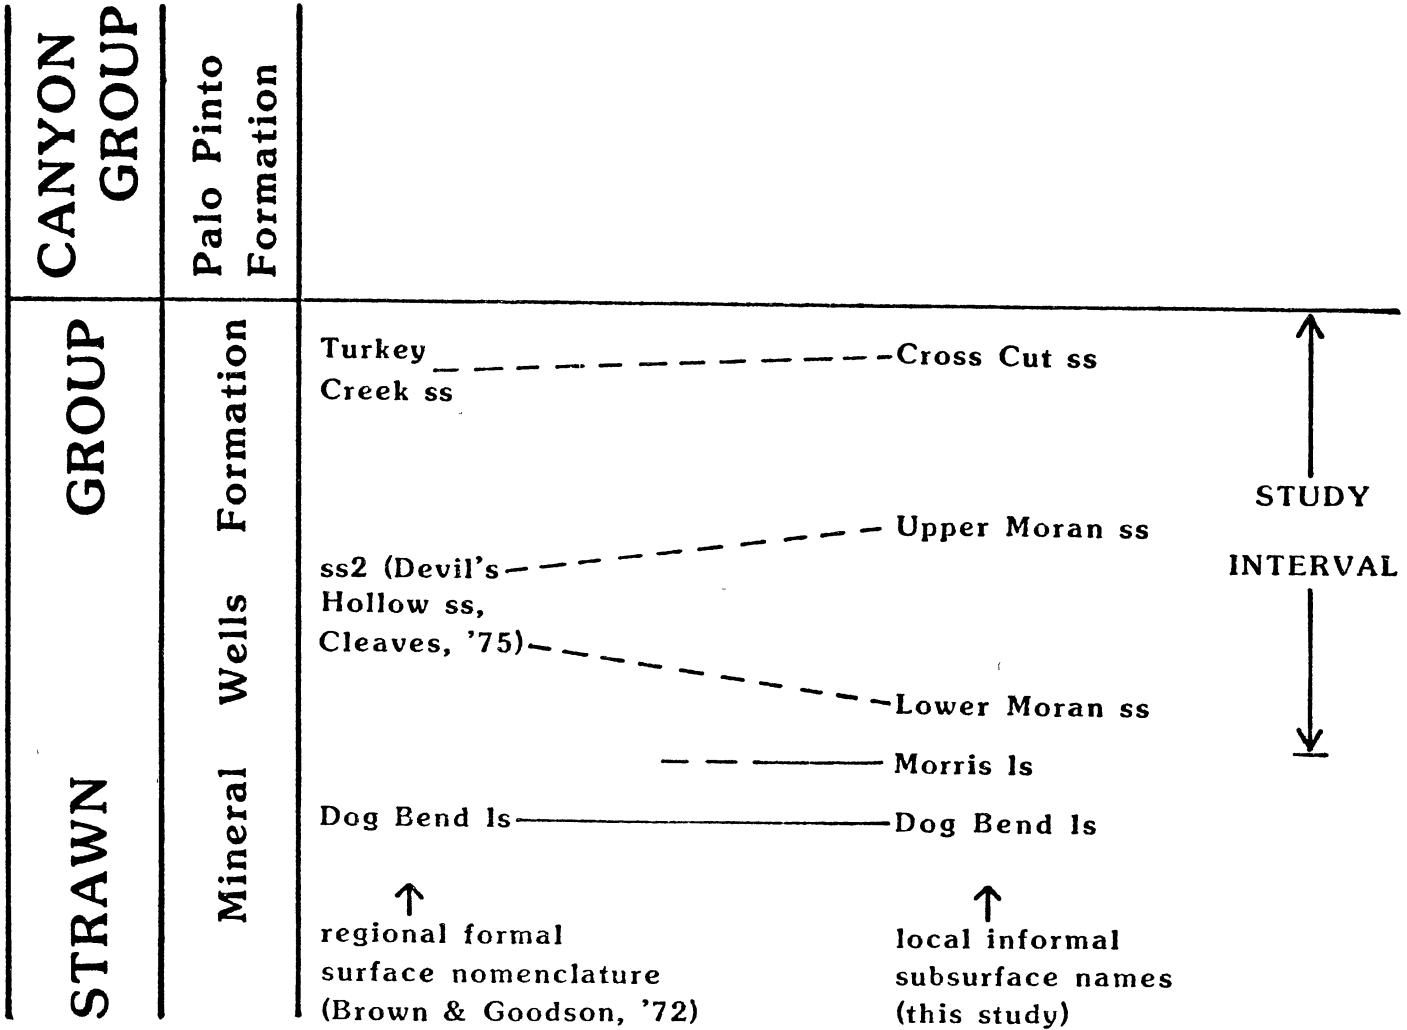 CANYON
GROUP
Palo Pinto
Formation
STRAWN GROUP
Mineral Wells Formation
Turkey
Creek ss
Cross Cut ss
ss2 (Devil's
Hollow ss,
Cleaves, '75)
Upper Moran ss
Lower Moran ss
Morris ls
Dog Bend ls
Dog Bend ls
STUDY
INTERVAL
regional formal
surface nomenclature
(Brown & Goodson, '72)
local informal
subsurface names
(this study)